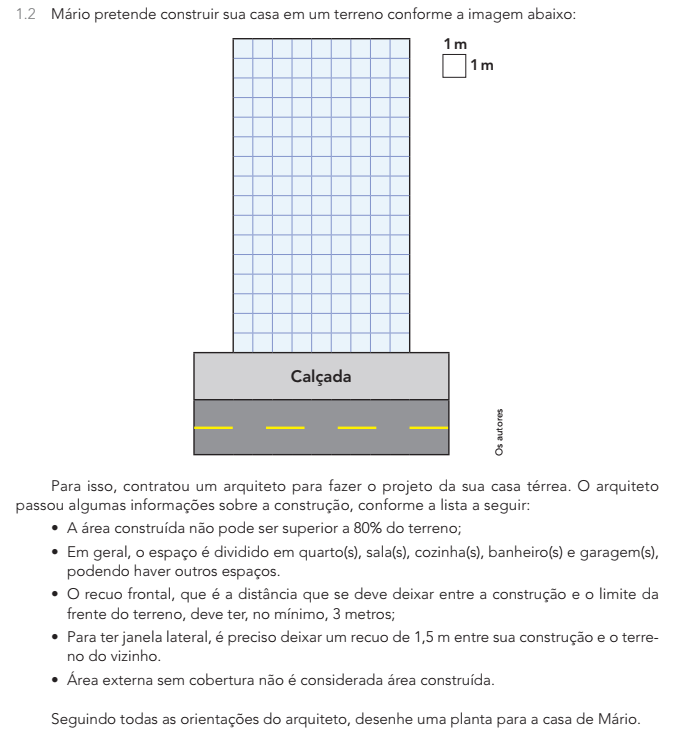 1.2 Mário pretende construir sua casa em um terreno conforme a imagem abaixo:
1 m
1 m
Calçada
Os autores
Para isso, contratou um arquiteto para fazer o projeto da sua casa térrea. O arquiteto
passou algumas informações sobre a construção, conforme a lista a seguir:
• A área construída não pode ser superior a 80% do terreno;
• Em geral, o espaço é dividido em quarto(s), sala(s), cozinha(s), banheiro(s) e garagem(s),
podendo haver outros espaços.
• O recuo frontal, que é a distância que se deve deixar entre a construção e o limite da
frente do terreno, deve ter, no mínimo, 3 metros;
• Para ter janela lateral, é preciso deixar um recuo de 1,5 m entre sua construção e o terre-
no do vizinho.
• Área externa sem cobertura não é considerada área construída.
Seguindo todas as orientações do arquiteto, desenhe uma planta para a casa de Mário.